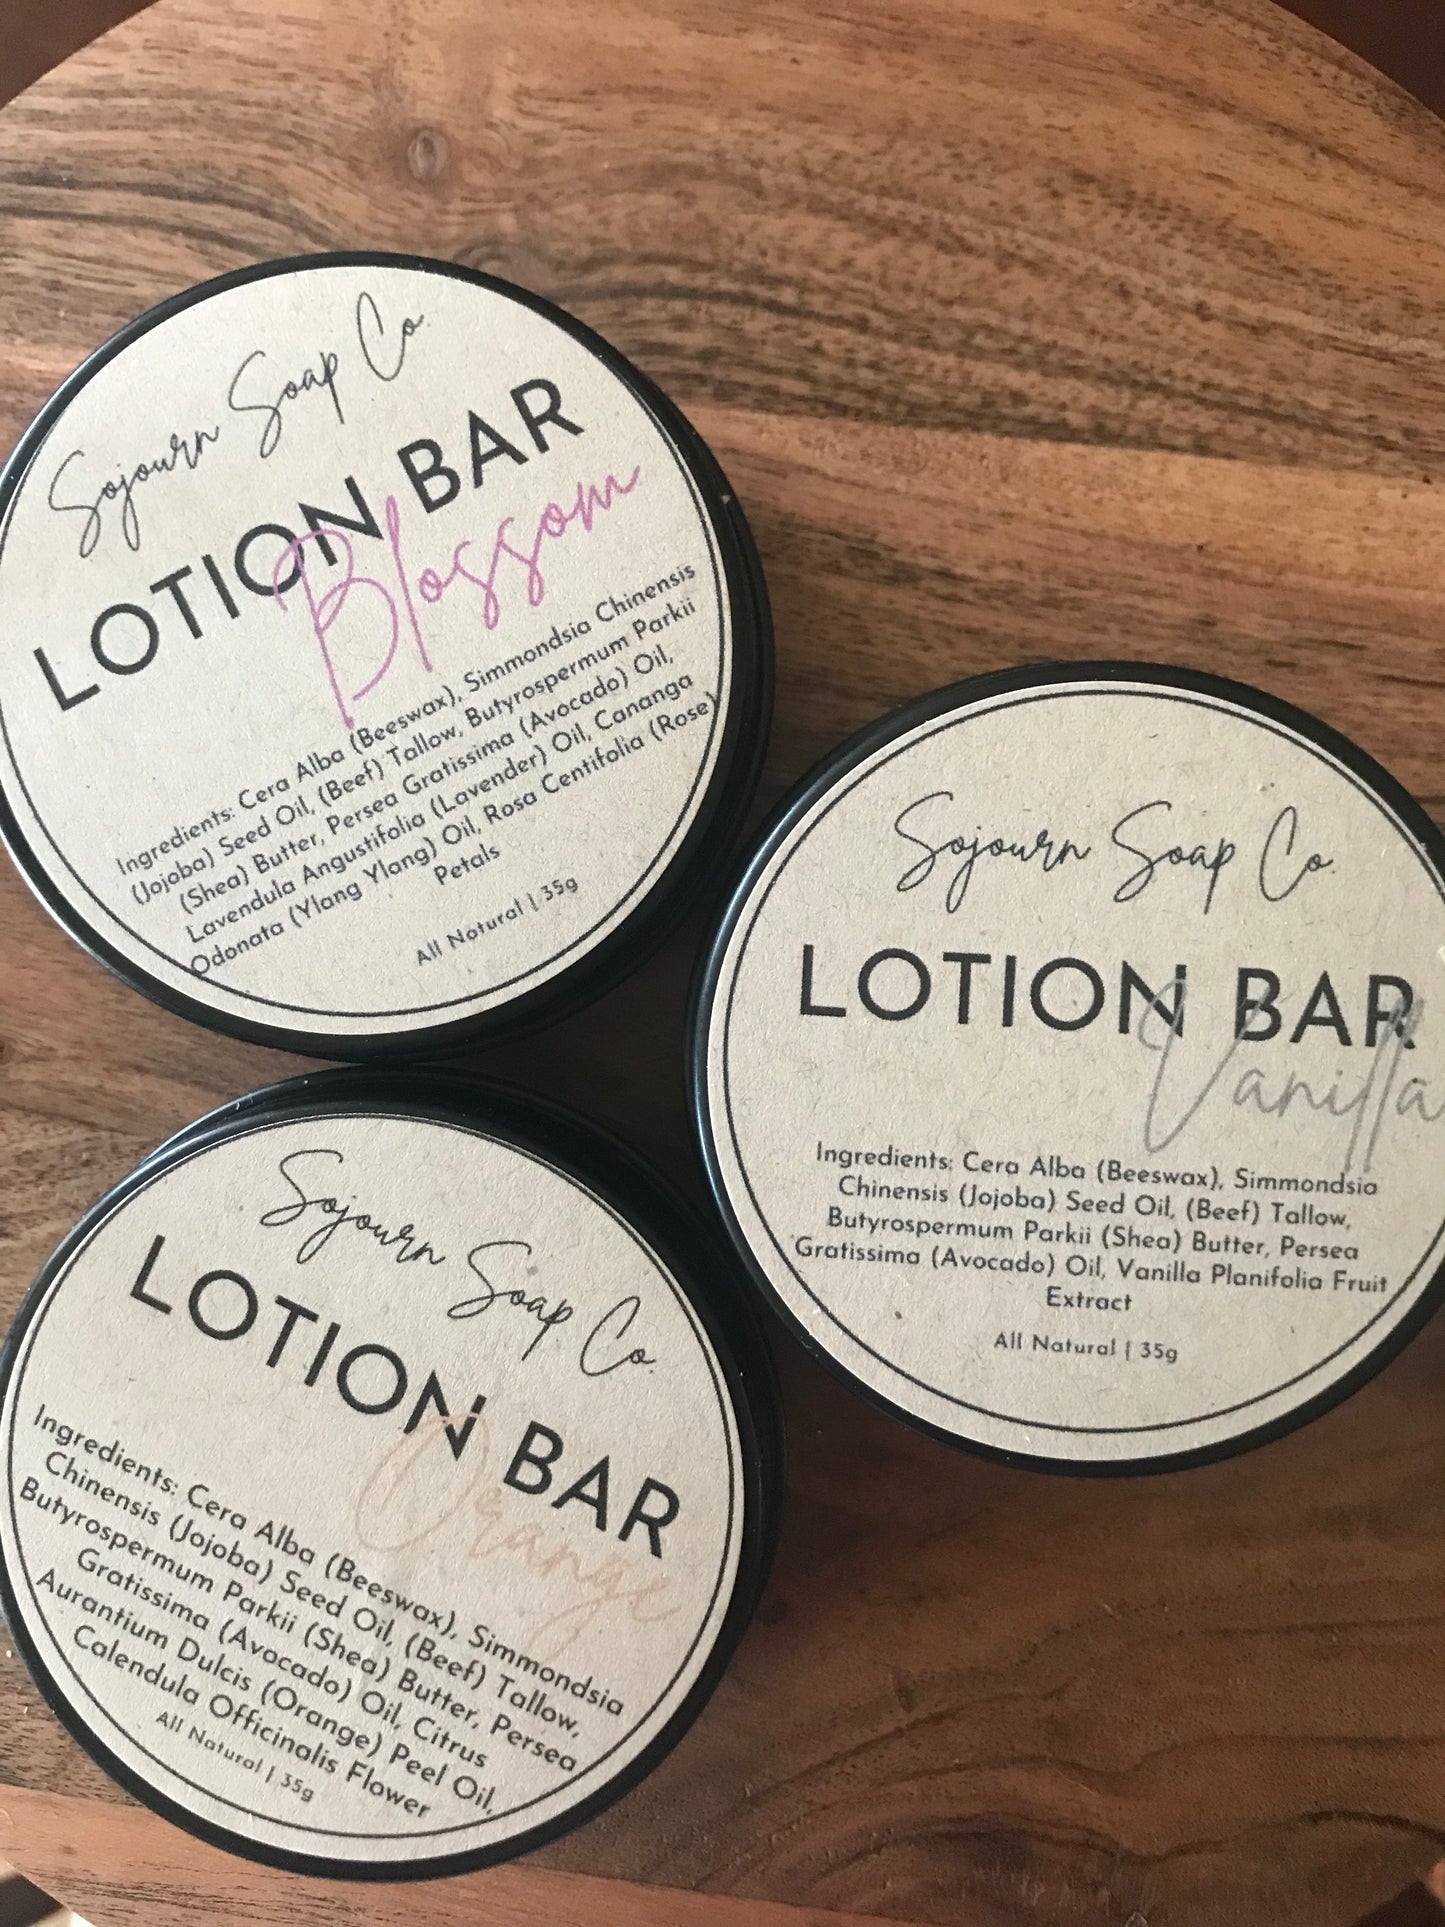 Sojourn Soap Co.
LOTION BAR
Blossom
Ingredients: Cera Alba (Beeswax), Simmondsia Chinensis
(Jojoba) Seed Oil, (Beef) Tallow, Butyrospermum Parkii
(Shea) Butter, Persea Gratissima (Avocado) Oil,
Lavendula Angustifolia (Lavender) Oil, Cananga
Odonata (Ylang Ylang) Oil, Rosa Centifolia (Rose)
Petals
All Natural | 35g
Sojourn Soap Co.
LOTION BAR
Vanilla
Ingredients: Cera Alba (Beeswax), Simmondsia
Chinensis (Jojoba) Seed Oil, (Beef) Tallow,
Butyrospermum Parkii (Shea) Butter, Persea
Gratissima (Avocado) Oil, Vanilla Planifolia Fruit
Extract
All Natural | 35g
Sojourn Soap Co.
LOTION BAR
Orange
Ingredients: Cera Alba (Beeswax), Simmondsia
Chinensis (Jojoba) Seed Oil, (Beef) Tallow,
Butyrospermum Parkii (Shea) Butter, Persea
Gratissima (Avocado) Oil, Citrus
Aurantium Dulcis (Orange) Peel Oil,
Calendula Officinalis Flower
All Natural | 35g